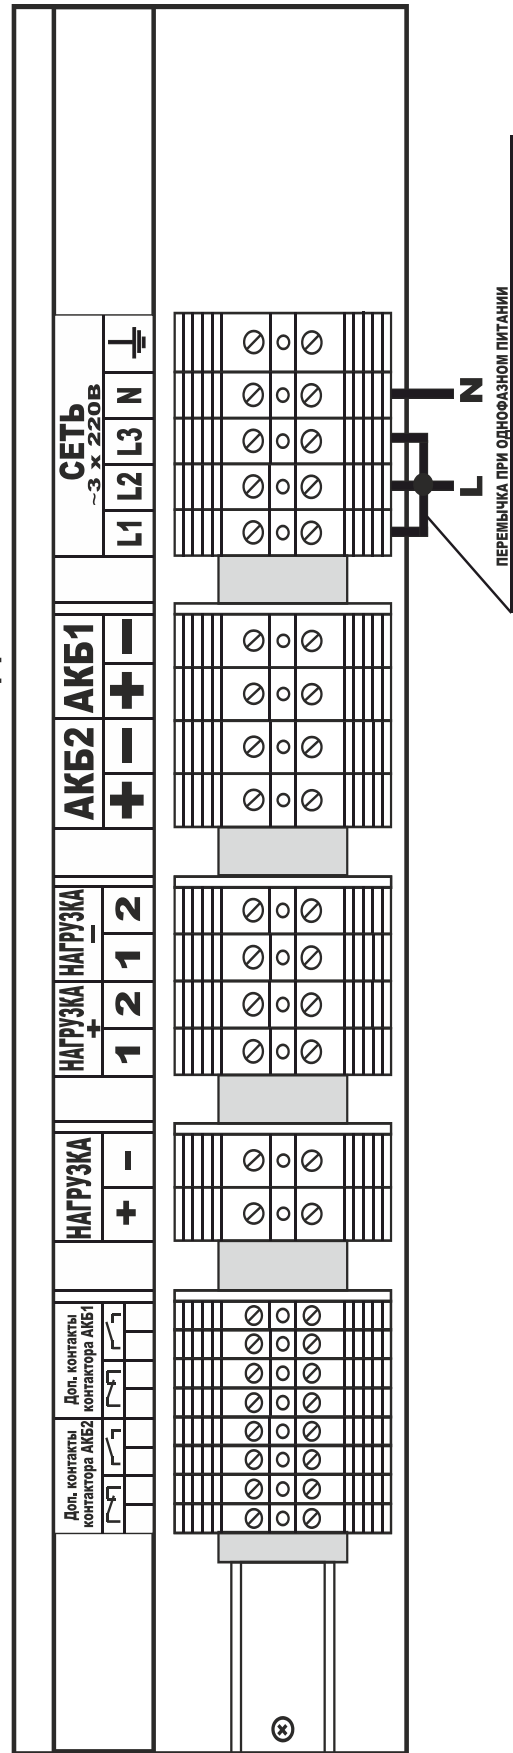 Доп. контакты
контактора АКБ2
Доп. контакты
контактора АКБ1
НАГРУЗКА
+ -
НАГРУЗКА
+
1 2
НАГРУЗКА
-
1 2
АКБ2
+ -
АКБ1
+ -
СЕТЬ
~3 x 220В
L1 L2 L3 N
L N
ПЕРЕМЫЧКА ПРИ ОДНОФАЗНОМ ПИТАНИИ